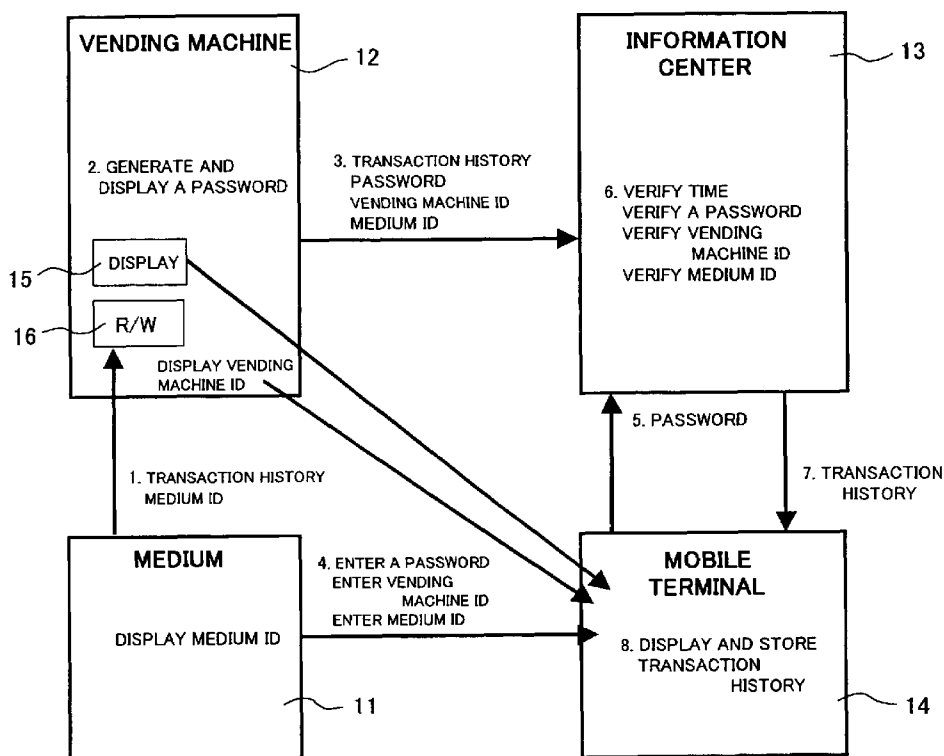 VENDING MACHINE
12
2. GENERATE AND
DISPLAY A PASSWORD
15
DISPLAY
16
R/W
DISPLAY VENDING
MACHINE ID
3. TRANSACTION HISTORY
PASSWORD
VENDING MACHINE ID
MEDIUM ID
INFORMATION
CENTER
13
6. VERIFY TIME
VERIFY A PASSWORD
VERIFY VENDING
MACHINE ID
VERIFY MEDIUM ID
1. TRANSACTION HISTORY
MEDIUM ID
5. PASSWORD
7. TRANSACTION
HISTORY
MEDIUM
DISPLAY MEDIUM ID
11
4. ENTER A PASSWORD
ENTER VENDING
MACHINE ID
ENTER MEDIUM ID
MOBILE
TERMINAL
8. DISPLAY AND STORE
TRANSACTION
HISTORY
14